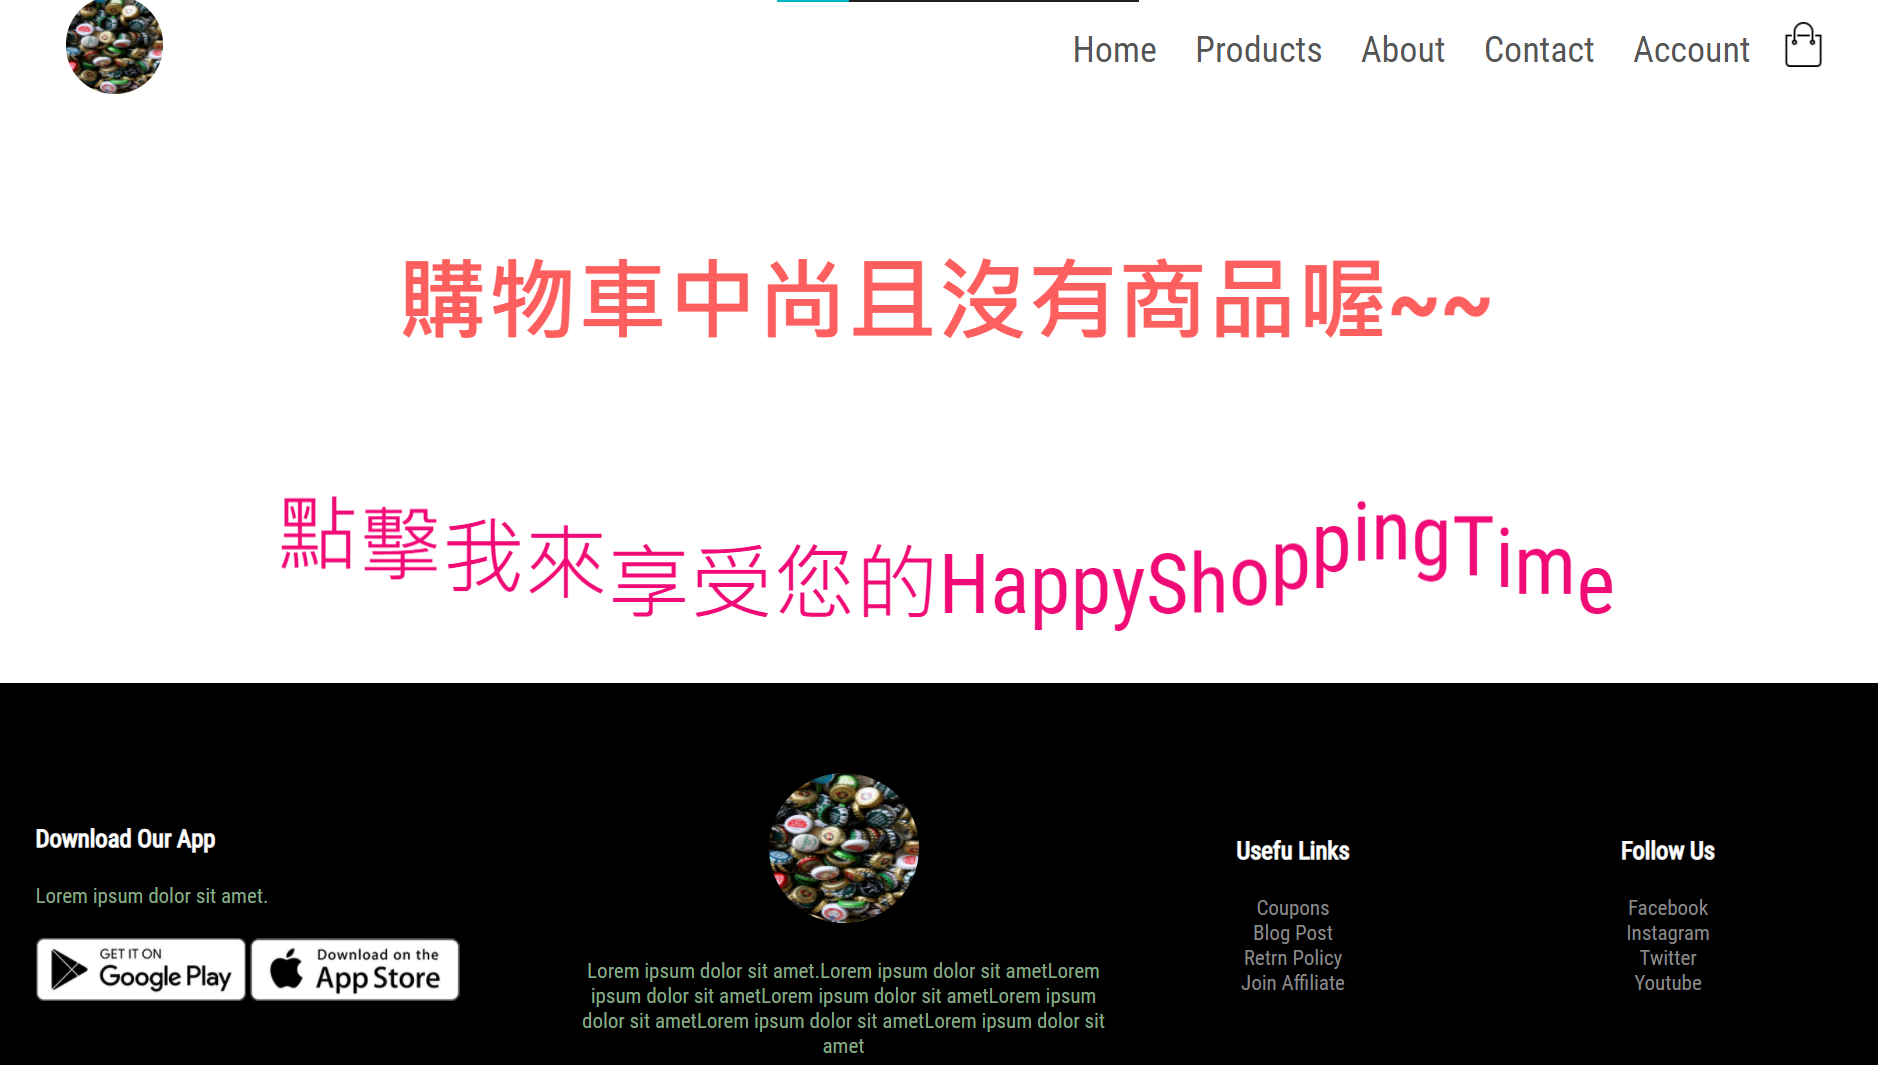 Home Products About Contact Account
購物車中尚且沒有商品喔~~
點擊我來享受您的HappyShoppingTime
Download Our App
Lorem ipsum dolor sit amet.
GET IT ON
Google Play
Download on the
App Store
Lorem ipsum dolor sit amet.Lorem ipsum dolor sit ametLorem
ipsum dolor sit ametLorem ipsum dolor sit ametLorem ipsum
dolor sit ametLorem ipsum dolor sit ametLorem ipsum dolor sit
amet
Usefu Links
Coupons
Blog Post
Retrn Policy
Join Affiliate
Follow Us
Facebook
Instagram
Twitter
Youtube